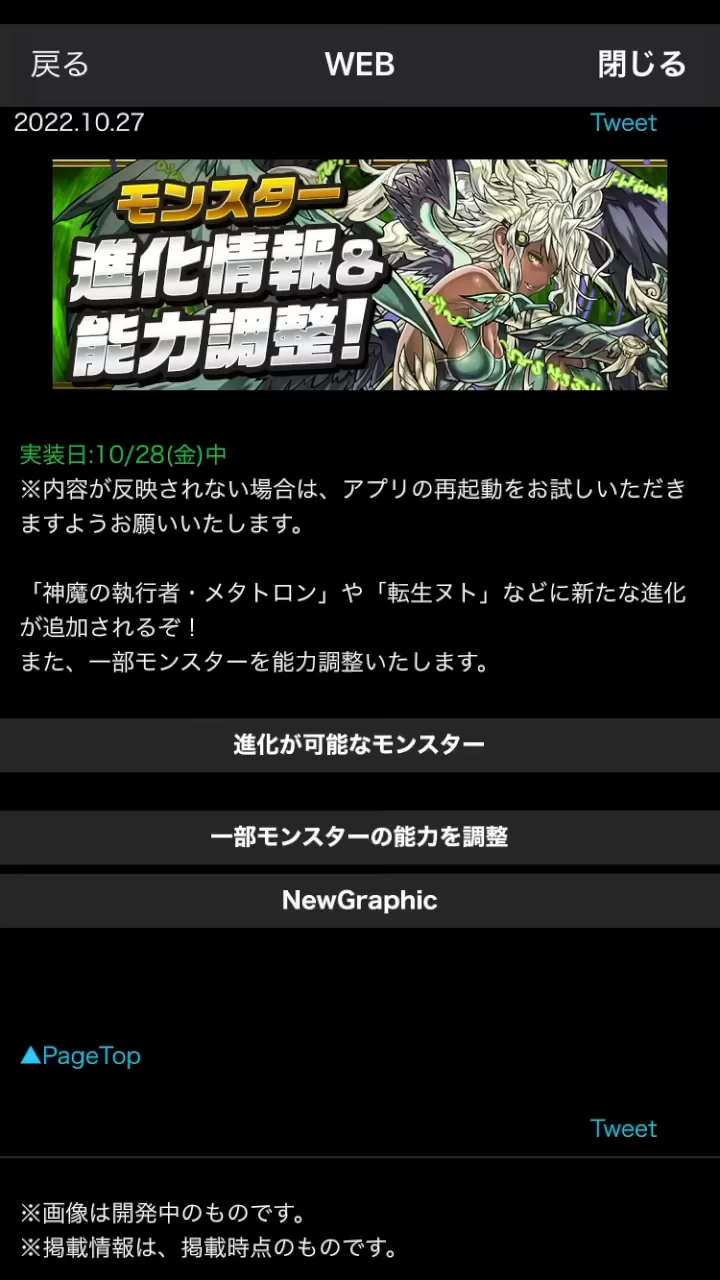 戻る
WEB
閉じる
2022.10.27
Tweet
モンスター
進化情報&
能力調整!
実装日:10/28(金)中
※内容が反映されない場合は、アプリの再起動をお試しいただき
ますようお願いいたします。
「神魔の執行者・メタトロン」や「転生ヌト」などに新たな進化
が追加されるぞ！
また、一部モンスターを能力調整いたします。
進化が可能なモンスター
一部モンスターの能力を調整
NewGraphic
▲PageTop
Tweet
※画像は開発中のものです。
※掲載情報は、掲載時点のものです。